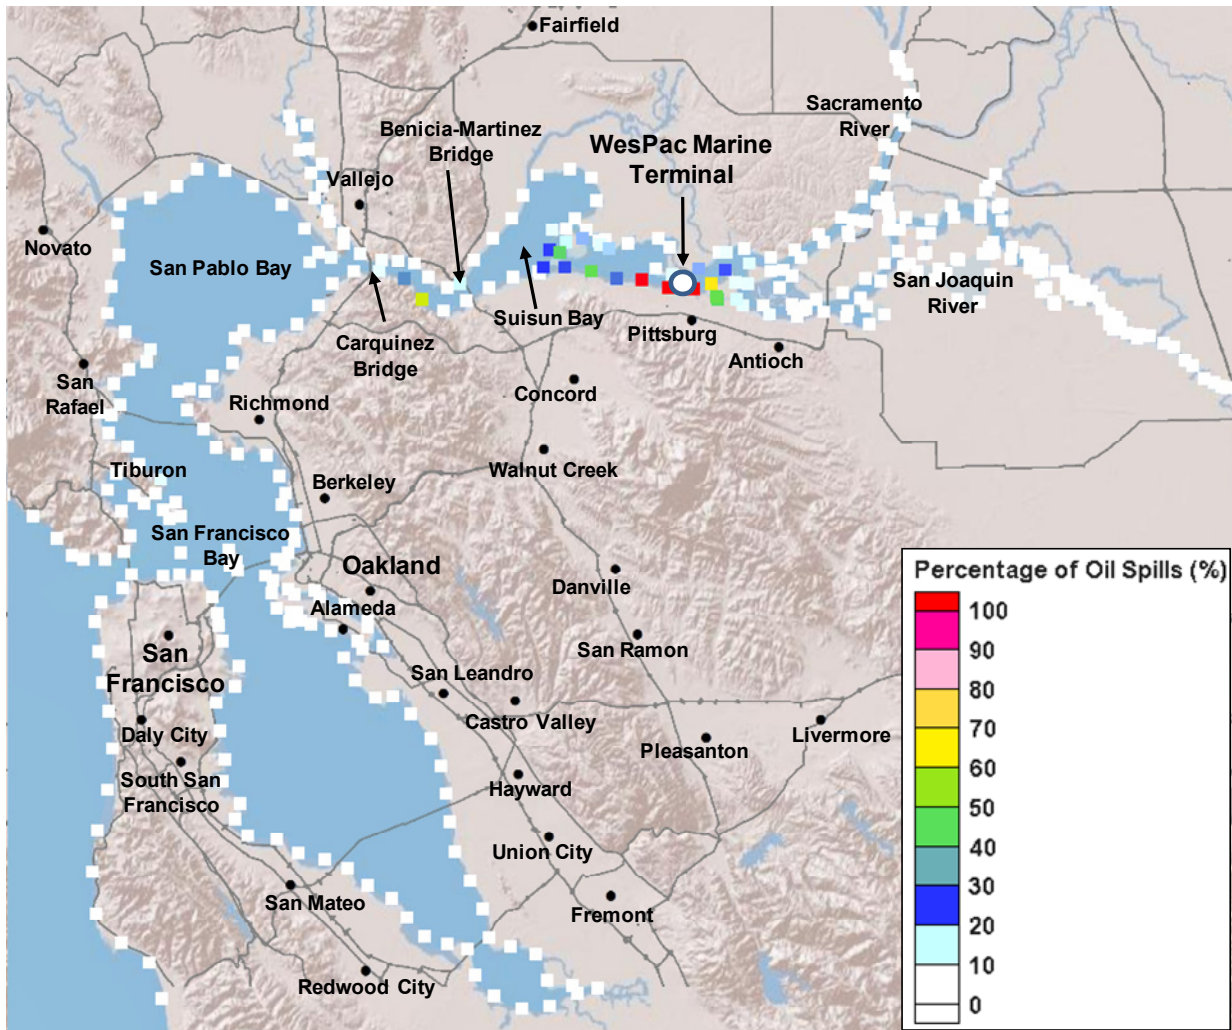 Fairfield
Sacramento
River
Benicia-Martinez
Bridge
WesPac Marine
Terminal
Vallejo
Novato
San Pablo Bay
San Joaquin
River
Suisun Bay
Pittsburg
Carquinez
Bridge
Antioch
San
Rafael
Concord
Richmond
Tiburon
Walnut Creek
Berkeley
San Francisco
Bay
Oakland
Danville
Alameda
San
Francisco
San Ramon
San Leandro
Castro Valley
Daly City
Pleasanton
Livermore
South San
Francisco
Hayward
Union City
San Mateo
Fremont
Redwood City
Percentage of Oil Spills (%)
100
90
80
70
60
50
40
30
20
10
0